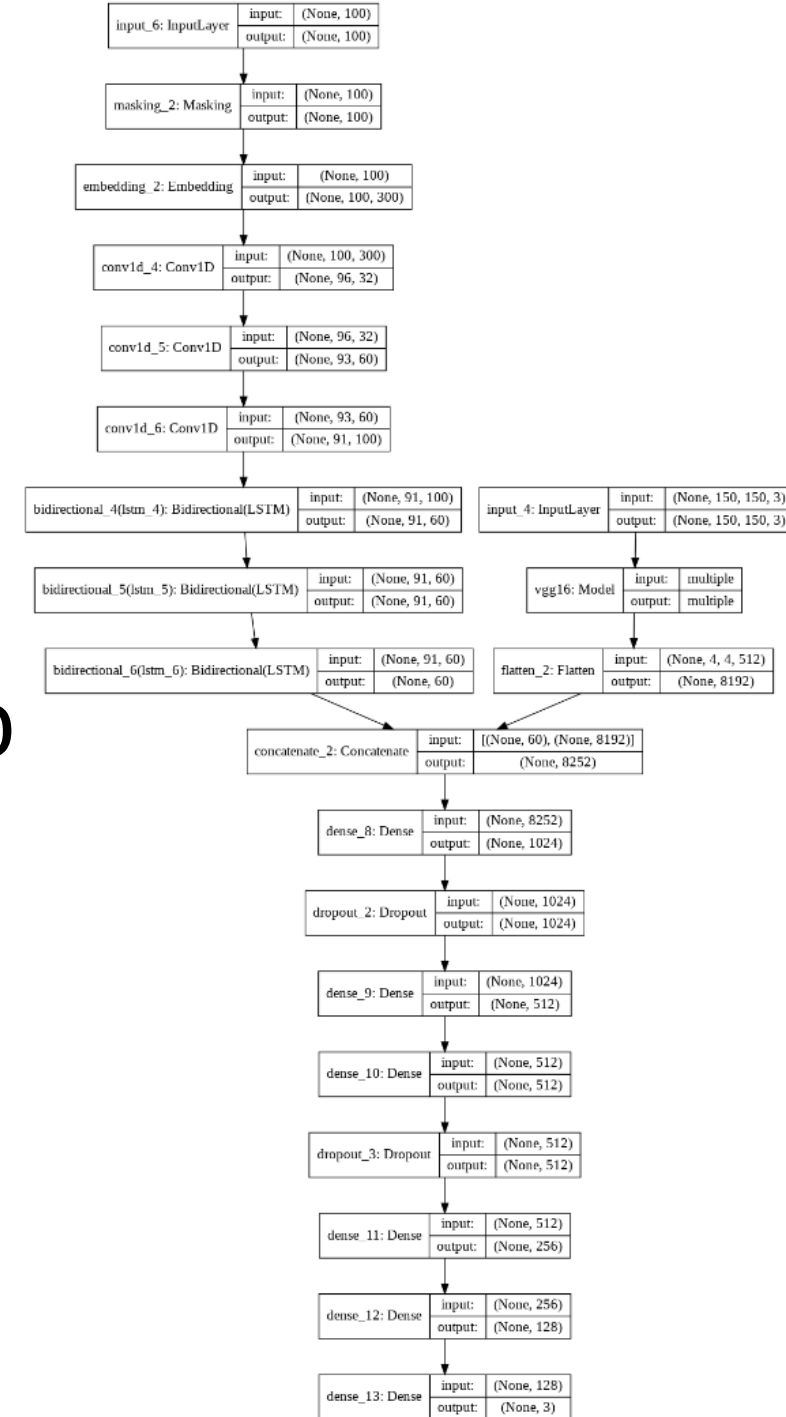 input_6: InputLayer
input: (None, 100)
output: (None, 100)
masking_2: Masking
input: (None, 100)
output: (None, 100)
embedding_2: Embedding
input: (None, 100)
output: (None, 100, 300)
conv1d_4: Conv1D
input: (None, 100, 300)
output: (None, 96, 32)
conv1d_5: Conv1D
input: (None, 96, 32)
output: (None, 93, 60)
conv1d_6: Conv1D
input: (None, 93, 60)
output: (None, 91, 100)
bidirectional_4(lstm_4): Bidirectional(LSTM)
input: (None, 91, 100)
output: (None, 91, 60)
input_4: InputLayer
input: (None, 150, 150, 3)
output: (None, 150, 150, 3)
bidirectional_5(lstm_5): Bidirectional(LSTM)
input: (None, 91, 60)
output: (None, 91, 60)
vgg16: Model
input: multiple
output: multiple
bidirectional_6(lstm_6): Bidirectional(LSTM)
input: (None, 91, 60)
output: (None, 60)
flatten_2: Flatten
input: (None, 4, 4, 512)
output: (None, 8192)
concatenate_2: Concatenate
input: [(None, 60), (None, 8192)]
output: (None, 8252)
dense_8: Dense
input: (None, 8252)
output: (None, 1024)
dropout_2: Dropout
input: (None, 1024)
output: (None, 1024)
dense_9: Dense
input: (None, 1024)
output: (None, 512)
dense_10: Dense
input: (None, 512)
output: (None, 512)
dropout_3: Dropout
input: (None, 512)
output: (None, 512)
dense_11: Dense
input: (None, 512)
output: (None, 256)
dense_12: Dense
input: (None, 256)
output: (None, 128)
dense_13: Dense
input: (None, 128)
output: (None, 3)